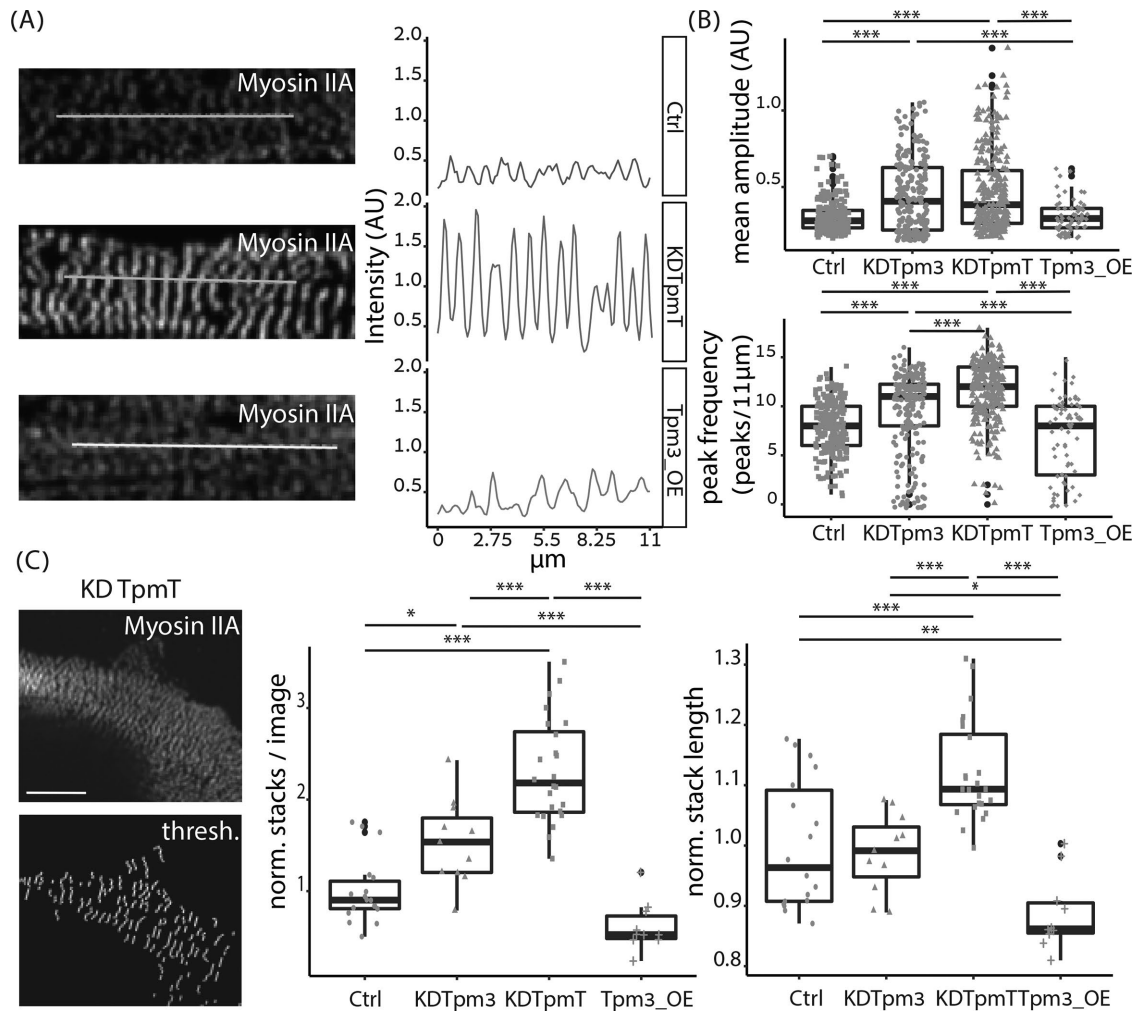 (A)
Myosin IIA
Myosin IIA
Myosin IIA
Intensity (AU)
2.0
1.5
1.0
0.5
Ctrl
2.0
1.5
1.0
0.5
KDTpmT
2.0
1.5
1.0
0.5
Tpm3_OE
0 2.75 5.5 8.25 11
µm
(B)
*** ***
*** ***
mean amplitude (AU)
1.0
0.5
Ctrl KDTpm3 KDTpmT Tpm3_OE
*** ***
*** ***
***
peak frequency
(peaks/11µm)
15
10
5
0
Ctrl KDTpm3 KDTpmT Tpm3_OE
(C)
KD TpmT
Myosin IIA
thresh.
*** ***
* ***
***
norm. stacks / image
3
2
1
Ctrl KDTpm3 KDTpmT Tpm3_OE
*** ***
*
***
**
norm. stack length
1.3
1.2
1.1
1.0
0.9
0.8
Ctrl KDTpm3 KDTpmTTpm3_OE